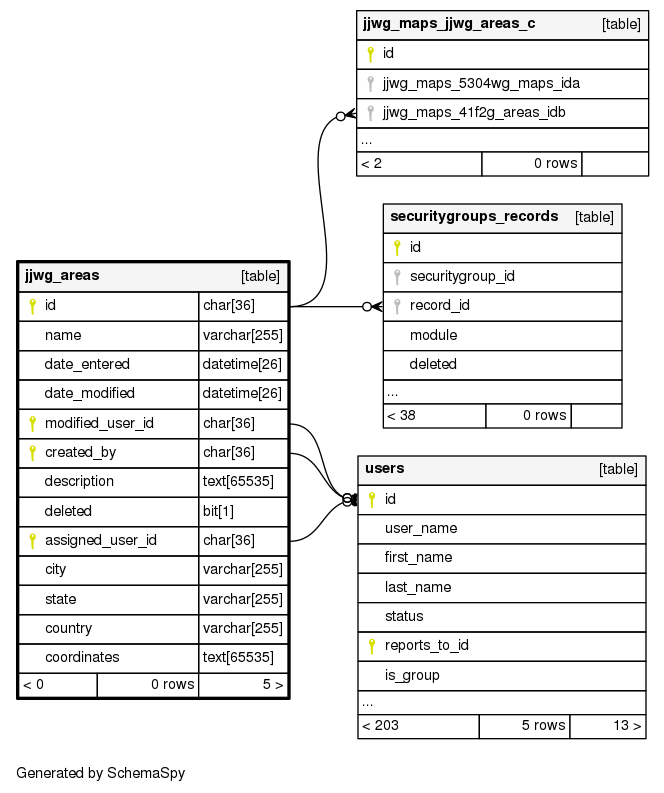 jjwg_maps_jjwg_areas_c [table]
id
jjwg_maps_5304wg_maps_ida
jjwg_maps_41f2g_areas_idb
...
< 2 0 rows
securitygroups_records [table]
id
securitygroup_id
record_id
module
deleted
...
< 38 0 rows
jjwg_areas [table]
id char[36]
name varchar[255]
date_entered datetime[26]
date_modified datetime[26]
modified_user_id char[36]
created_by char[36]
description text[65535]
deleted bit[1]
assigned_user_id char[36]
city varchar[255]
state varchar[255]
country varchar[255]
coordinates text[65535]
< 0 0 rows 5 >
users [table]
id
user_name
first_name
last_name
status
reports_to_id
is_group
...
< 203 5 rows 13 >
Generated by SchemaSpy